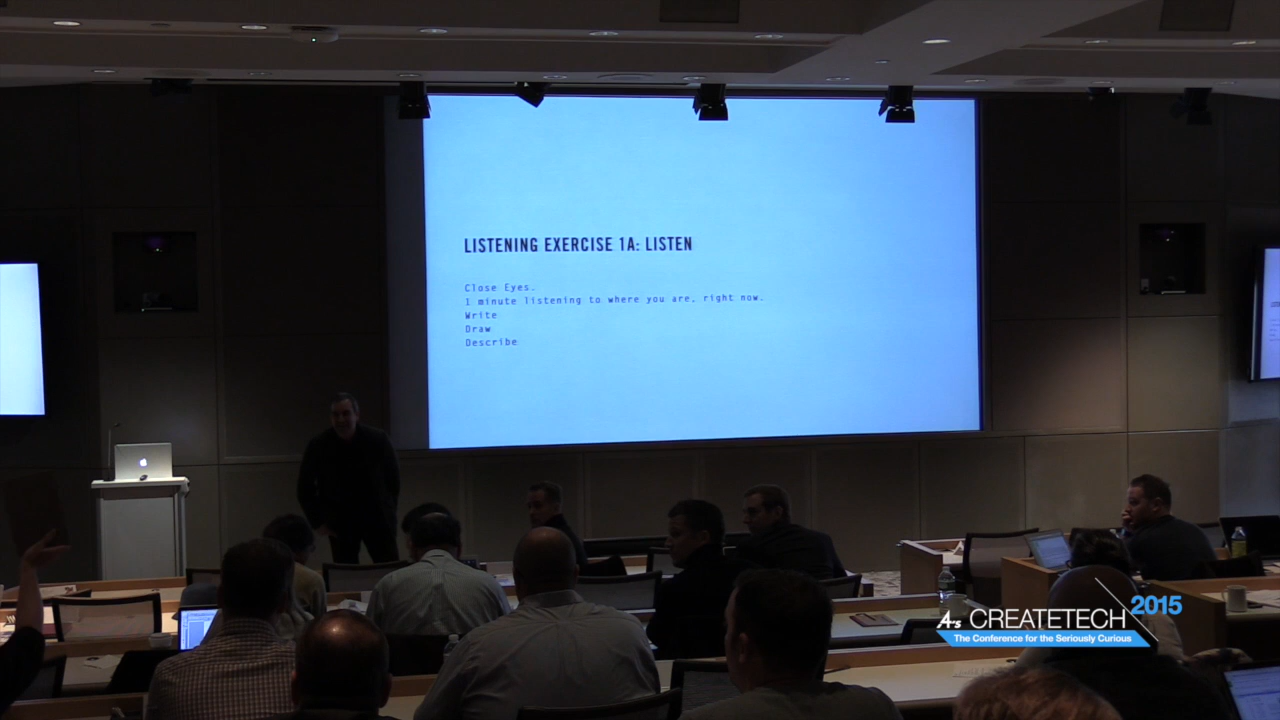 LISTENING EXERCISE 1A: LISTEN
Close Eyes.
1 minute listening to where you are, right now.
Write
Draw
Describe
4A's CREATETECH 2015
The Conference for the Seriously Curious